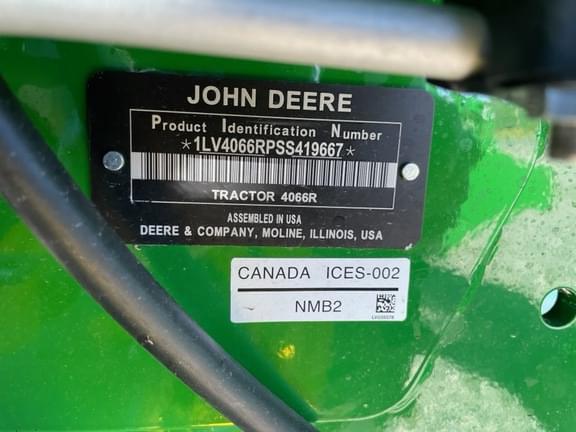 JOHN DEERE
Product Identification Number
*1LV4066RPSS419667*
TRACTOR 4066R
ASSEMBLED IN USA
DEERE & COMPANY, MOLINE, ILLINOIS, USA
CANADA ICES-002
NMB2